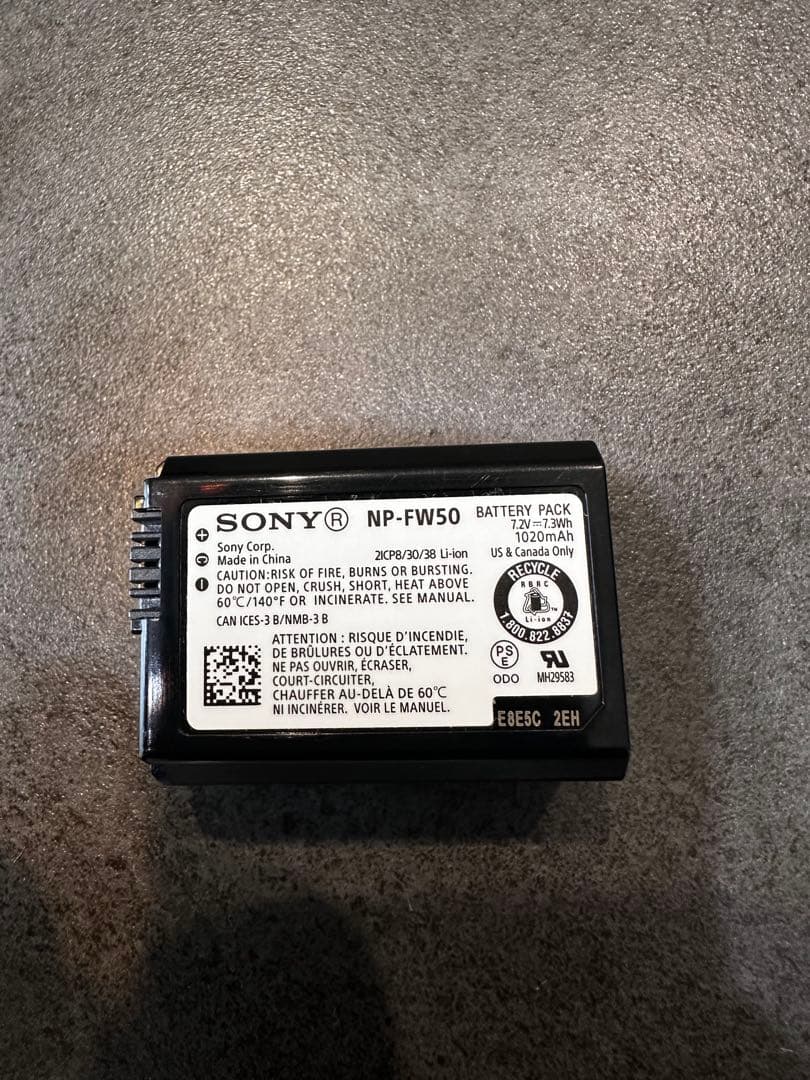 SONY® NP-FW50 BATTERY PACK
7.2V⎓7.3Wh
1020mAh
Sony Corp.
Made in China 2ICP8/30/38 Li-ion US & Canada Only
CAUTION:RISK OF FIRE, BURNS OR BURSTING.
DO NOT OPEN, CRUSH, SHORT, HEAT ABOVE
60℃/140°F OR INCINERATE. SEE MANUAL.
CAN ICES-3 B/NMB-3 B
ATTENTION : RISQUE D'INCENDIE,
DE BRÛLURES OU D'ÉCLATEMENT.
NE PAS OUVRIR, ÉCRASER,
COURT-CIRCUITER,
CHAUFFER AU-DELÀ DE 60℃
NI INCINÉRER. VOIR LE MANUEL.
RECYCLE
RBRC
TM
Li-ion
1.800.822.8837
PS
E
ODO
MH29583
E8E5C 2EH